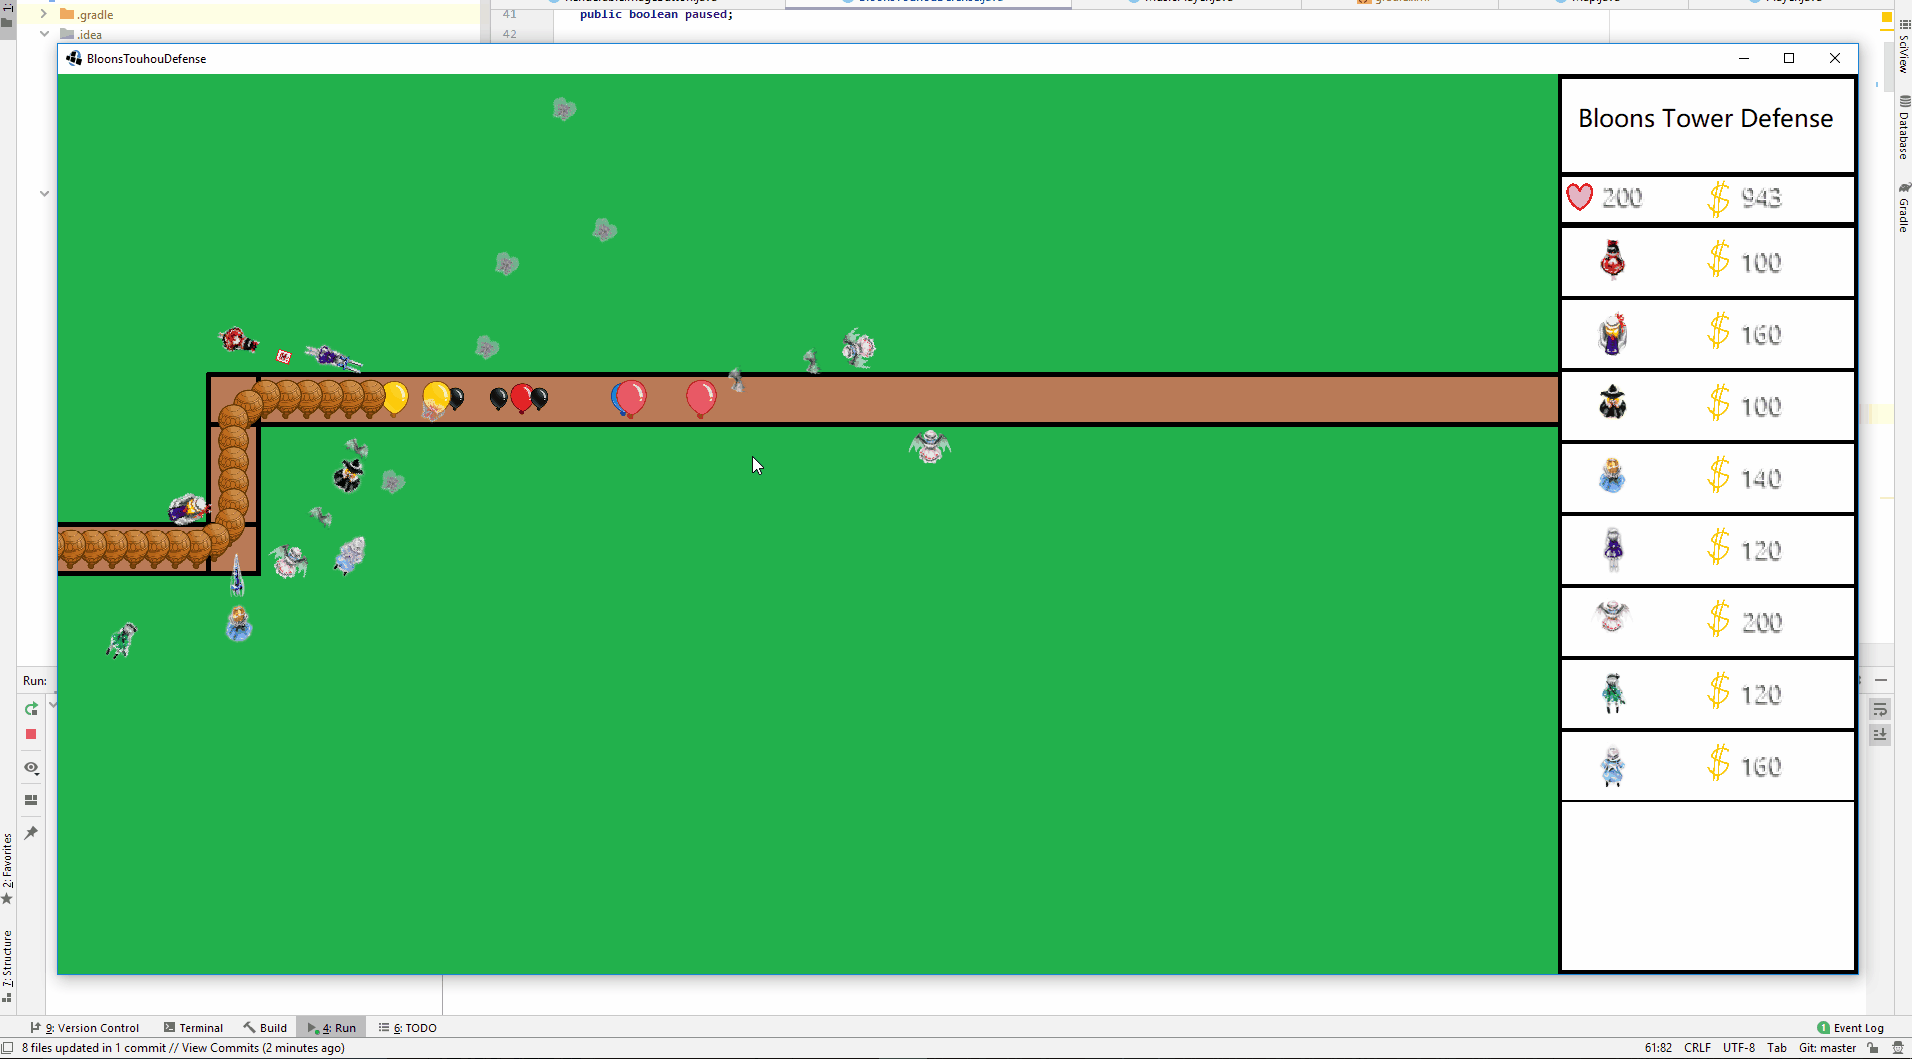 .gradle
41 public boolean paused;
.idea
42
BloonsTouhouDefense
SciView
Database
Gradle
Bloons Tower Defense
200 $ 943
$ 100
$ 160
$ 100
$ 140
$ 120
$ 200
$ 120
$ 160
1:
Run:
2: Favorites
7: Structure
9: Version Control
Terminal
Build
4: Run
6: TODO
1 Event Log
8 files updated in 1 commit // View Commits (2 minutes ago)
61:82 CRLF UTF-8 Tab Git: master